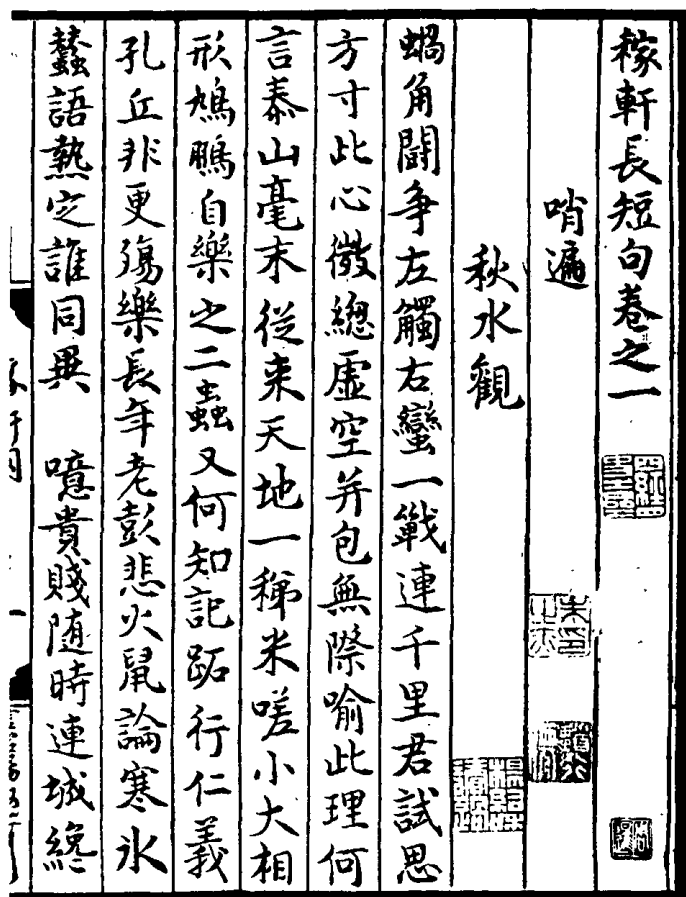 稼軒長短句卷之一
哨遍
秋水觀
蝸角鬭爭左觸右蠻一戰連千里君試思
方寸此心微總虛空并包無際喻此理何
言泰山毫末從來天地一稊米嗟小大相
形鳩鵬自樂之二蟲又何知記跖行仁義
孔丘非更殤樂長年老彭悲火鼠論寒氷
蠶語熱定誰同異　噫貴賤隨時連城纔